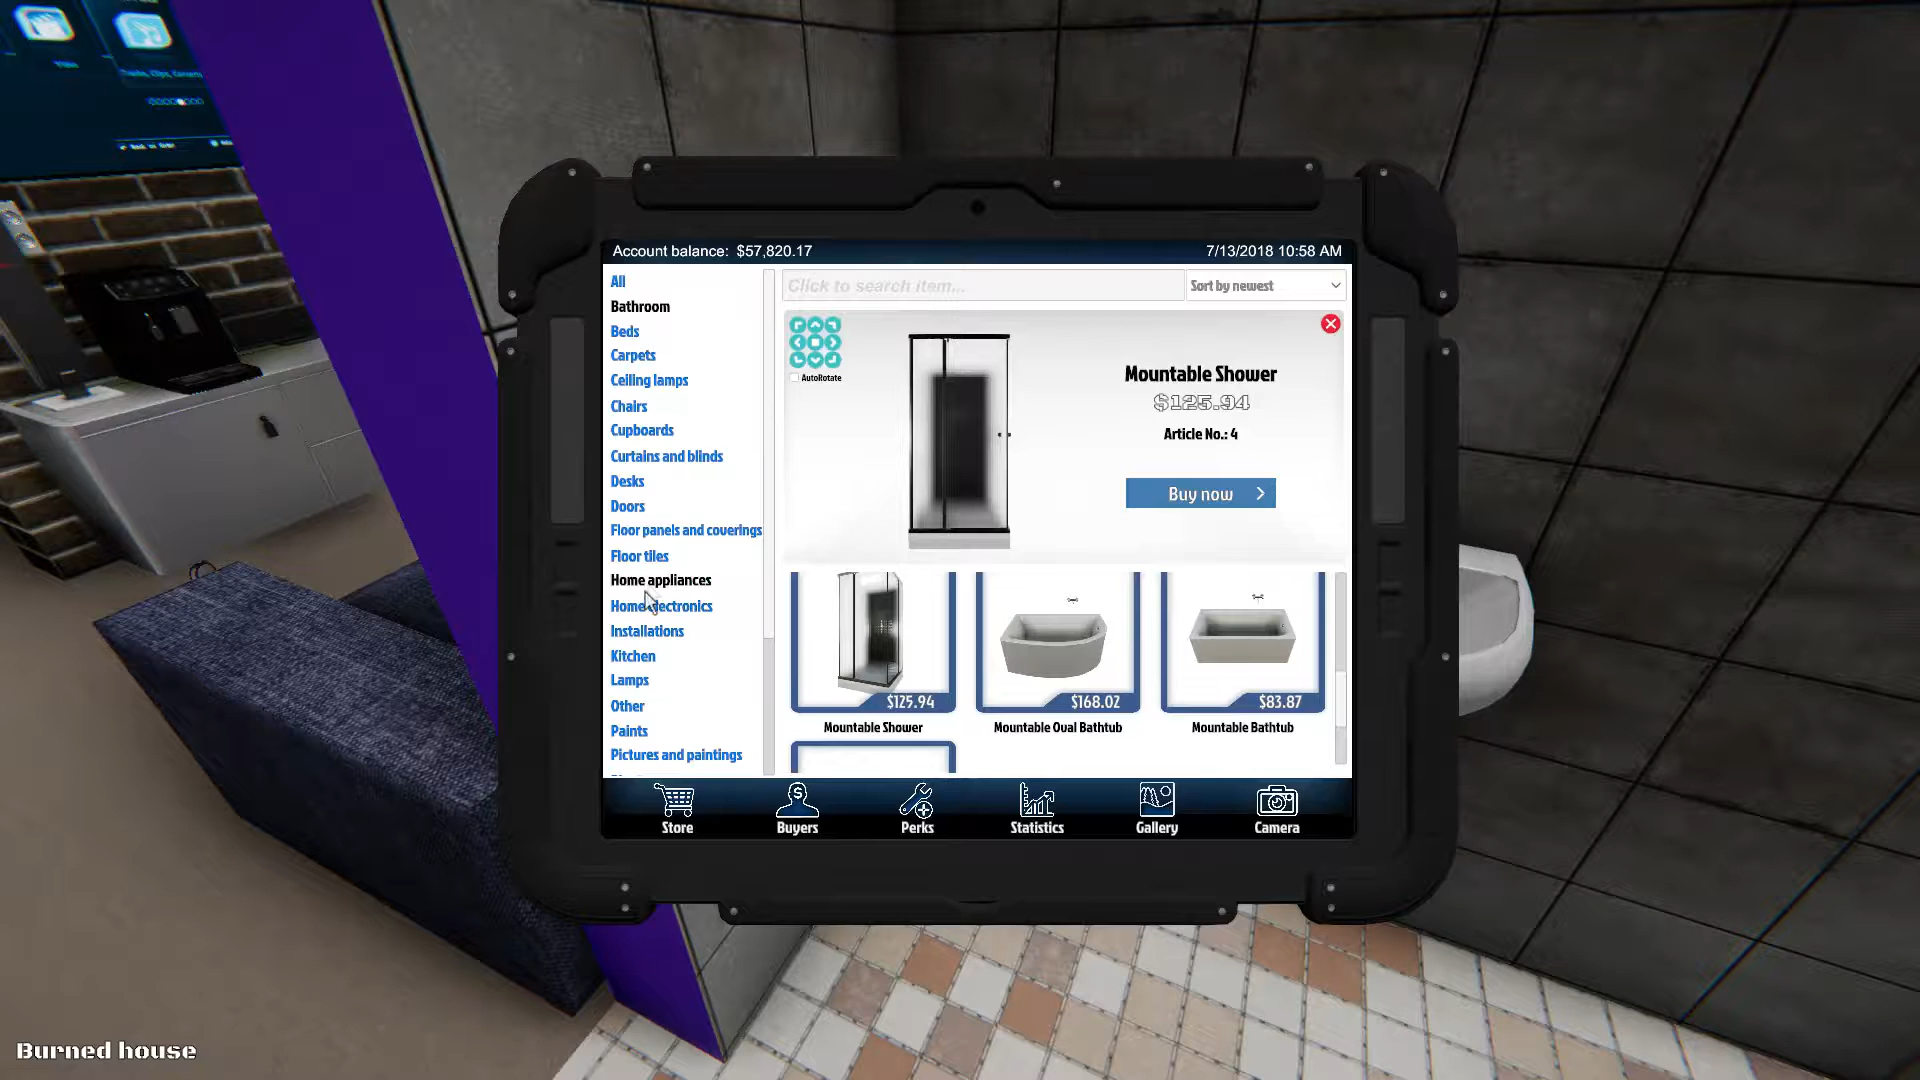 Account balance: $57,820.17
7/13/2018 10:58 AM
All
Bathroom
Beds
Carpets
Ceiling lamps
Chairs
Cupboards
Curtains and blinds
Desks
Doors
Floor panels and coverings
Floor tiles
Home appliances
Home electronics
Installations
Kitchen
Lamps
Other
Paints
Pictures and paintings
Click to search item...
Sort by newest
AutoRotate
Mountable Shower
$125.94
Article No.: 4
Buy now
$125.94
$168.02
$83.87
Mountable Shower
Mountable Oval Bathtub
Mountable Bathtub
Store
Buyers
Perks
Statistics
Gallery
Camera
Burned house